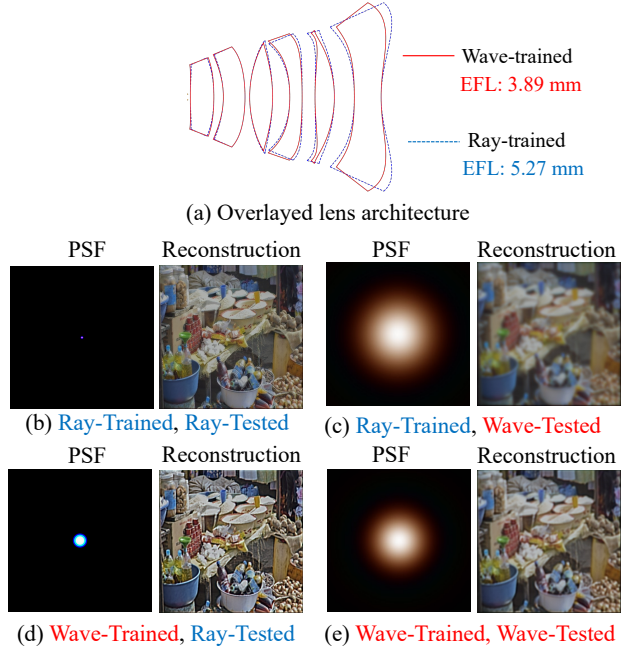 Wave-trained
EFL: 3.89 mm
Ray-trained
EFL: 5.27 mm
(a) Overlayed lens architecture
PSF Reconstruction
PSF Reconstruction
(b) Ray-Trained, Ray-Tested
(c) Ray-Trained, Wave-Tested
PSF Reconstruction
PSF Reconstruction
(d) Wave-Trained, Ray-Tested
(e) Wave-Trained, Wave-Tested